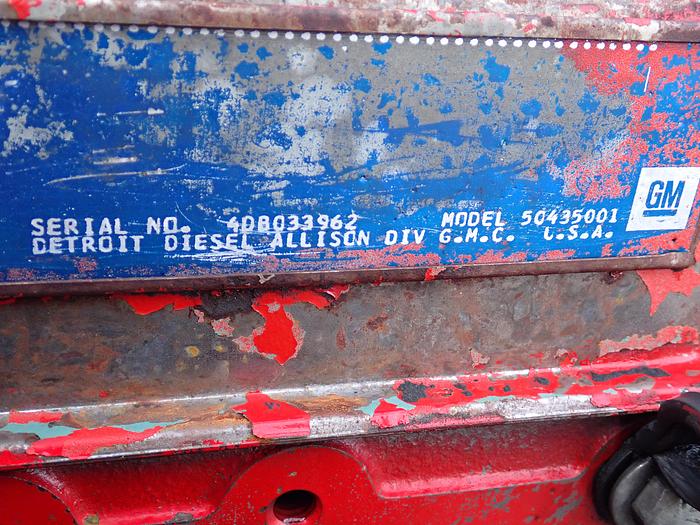 SERIAL NO. 4D8033962 MODEL 50435001
DETROIT DIESEL ALLISON DIV G.M.C. U.S.A.
GM